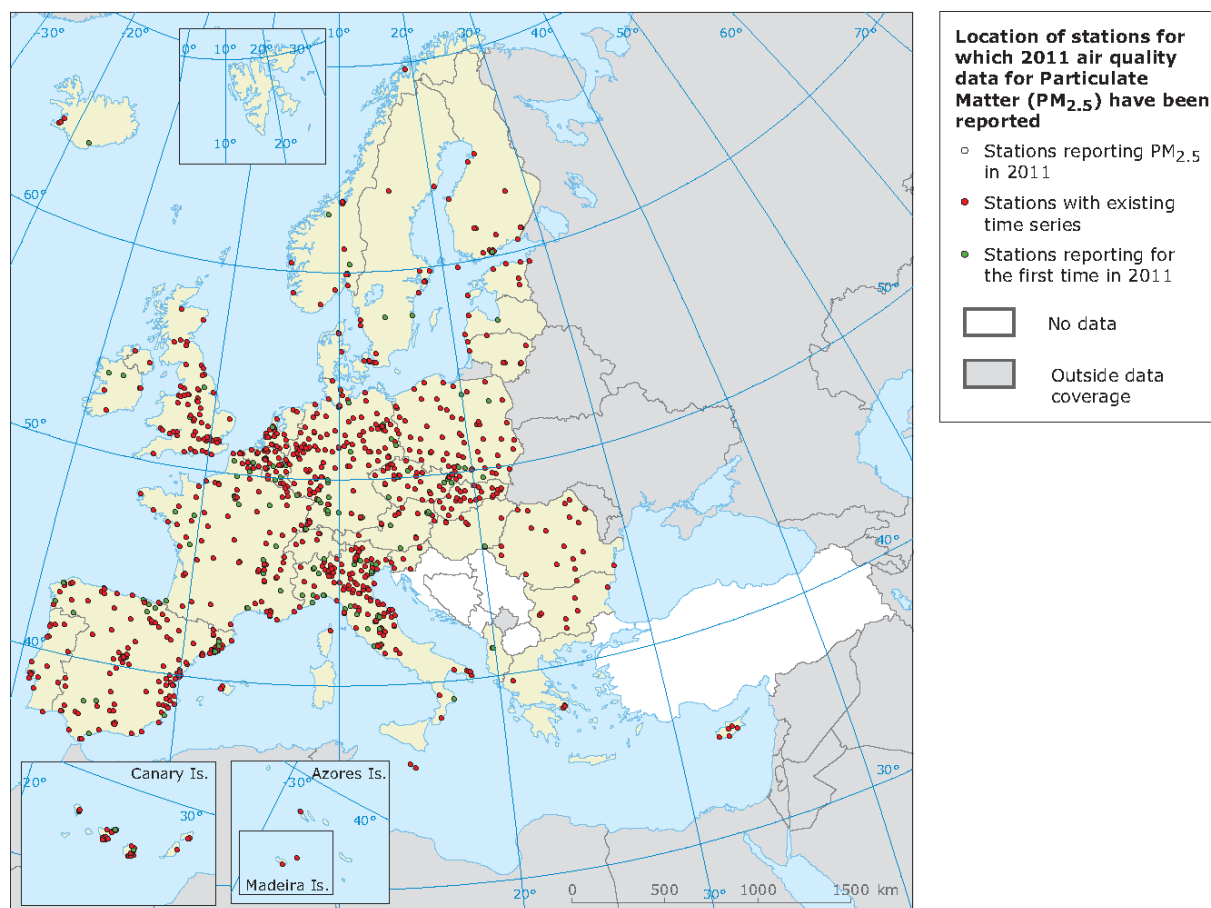 -30°
-20°
-10°
0°
10°
20°
30°
40°
50°
60°
70°
0°
10°
20°
30°
10°
20°
60°
50°
50°
40°
40°
30°
20°
30°
Canary Is.
-20°
30°
Azores Is.
-30°
40°
Madeira Is.
0 500 1000 1500 km
Location of stations for
which 2011 air quality
data for Particulate
Matter (PM2.5) have been
reported
Stations reporting PM2.5
in 2011
Stations with existing
time series
Stations reporting for
the first time in 2011
No data
Outside data
coverage